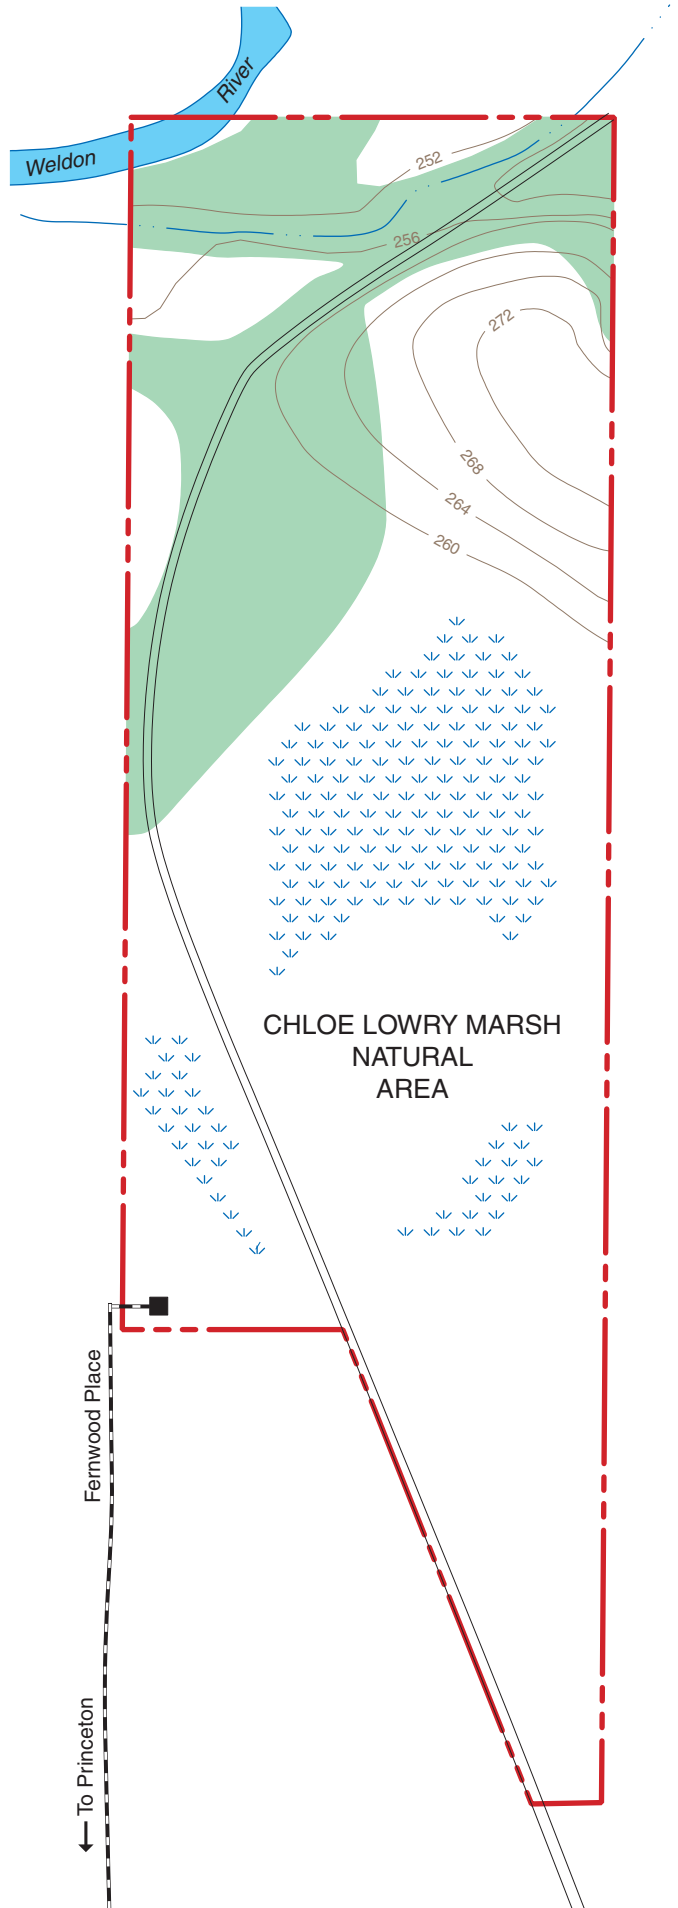 River
Weldon
252
256
272
268
264
260
CHLOE LOWRY MARSH
NATURAL
AREA
Fernwood Place
To Princeton